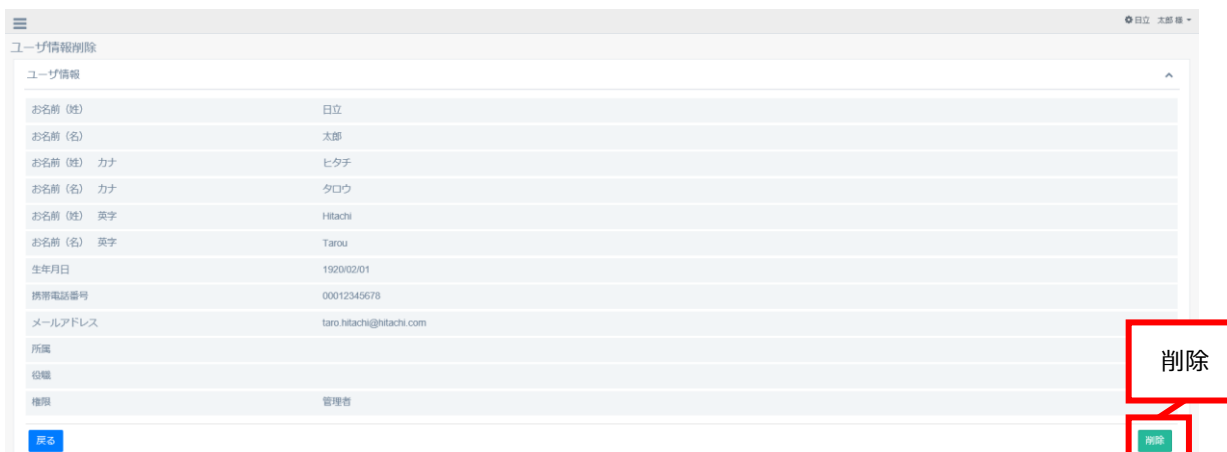 日立 太郎 様
ユーザ情報削除
ユーザ情報
お名前（姓） 日立
お名前（名） 太郎
お名前（姓） カナ ヒタチ
お名前（名） カナ タロウ
お名前（姓） 英字 Hitachi
お名前（名） 英字 Tarou
生年月日 1920/02/01
携帯電話番号 00012345678
メールアドレス taro.hitachi@hitachi.com
所属
役職
権限 管理者
削除
戻る 削除